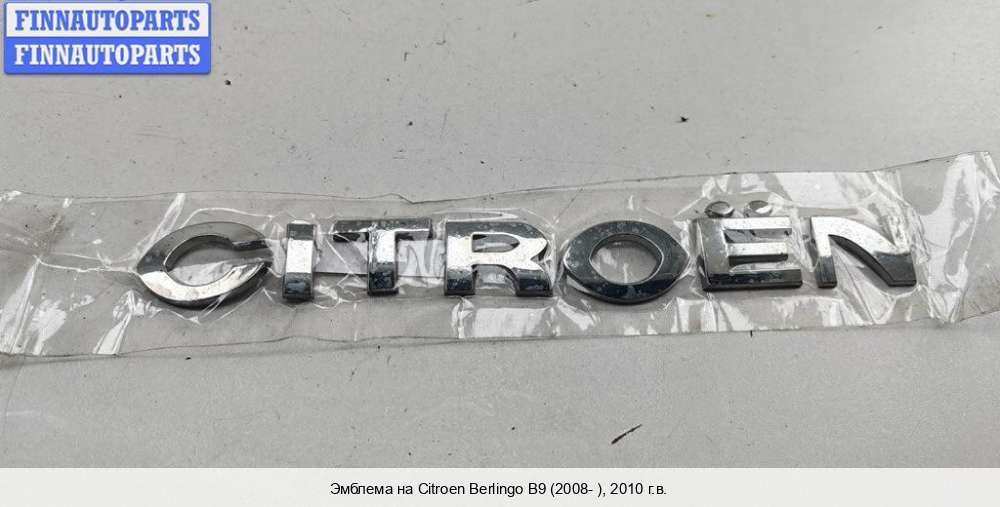 FINNAUTOPARTS
FINNAUTOPARTS
CITROËN
Эмблема на Citroen Berlingo B9 (2008- ), 2010 г.в.